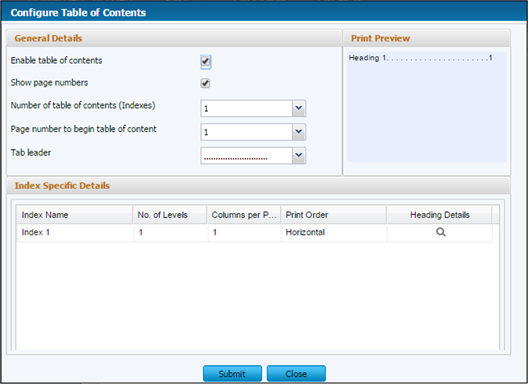 Configure Table of Contents
General Details
Print Preview
Enable table of contents
Heading 1. . . . . . . . . . . . . . . . . . . . . .1
Show page numbers
Number of table of contents (Indexes)
1
Page number to begin table of content
1
Tab leader
...........................
Index Specific Details
Index Name No. of Levels Columns per P... Print Order Heading Details
Index 1 1 1 Horizontal
Submit Close